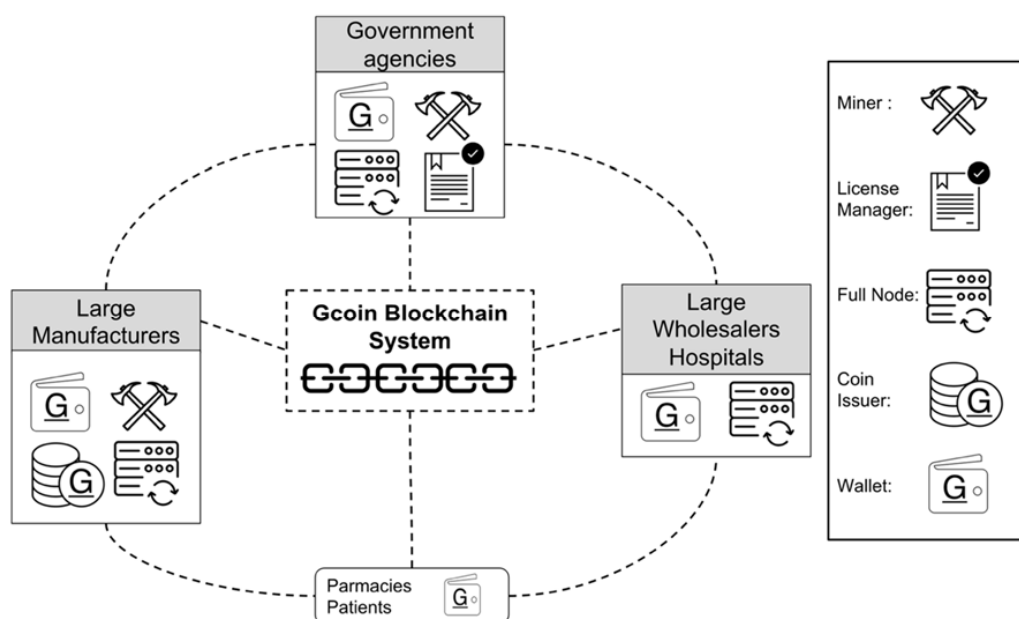 Government
agencies
G
Large
Manufacturers
G
G
Gcoin Blockchain
System
Large
Wholesalers
Hospitals
G
Parmacies
Patients
G
Miner :
License
Manager:
Full Node:
Coin
Issuer:
G
Wallet:
G